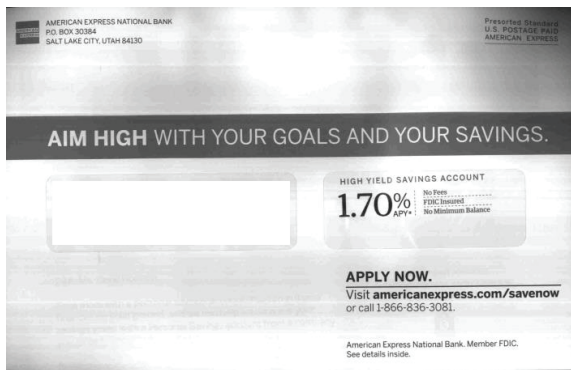 AMERICAN EXPRESS NATIONAL BANK
P.O. BOX 30384
SALT LAKE CITY, UTAH 84130
Presorted Standard
U.S. POSTAGE PAID
AMERICAN EXPRESS
AIM HIGH WITH YOUR GOALS AND YOUR SAVINGS.
HIGH YIELD SAVINGS ACCOUNT
1.70% APY*
No Fees
FDIC Insured
No Minimum Balance
APPLY NOW.
Visit americanexpress.com/savenow
or call 1-866-836-3081.
American Express National Bank. Member FDIC.
See details inside.